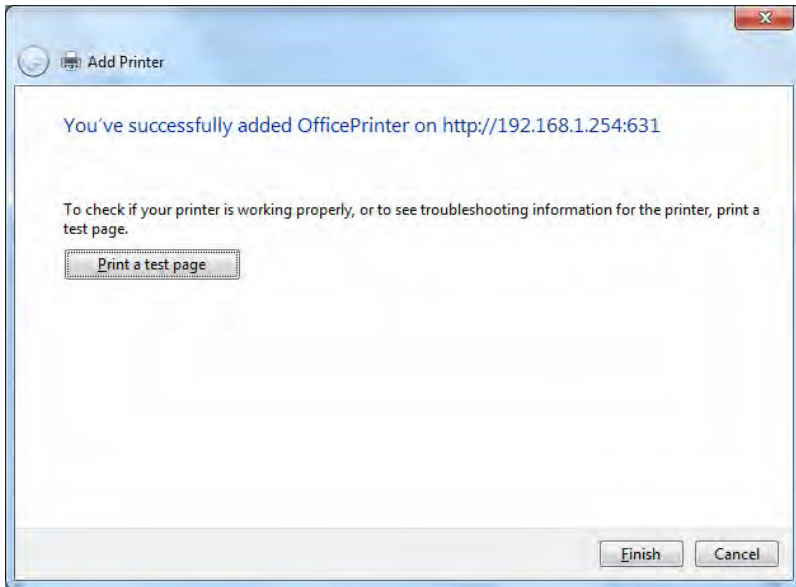 Add Printer
You've successfully added OfficePrinter on http://192.168.1.254:631
To check if your printer is working properly, or to see troubleshooting information for the printer, print a
test page.
Print a test page
Finish
Cancel